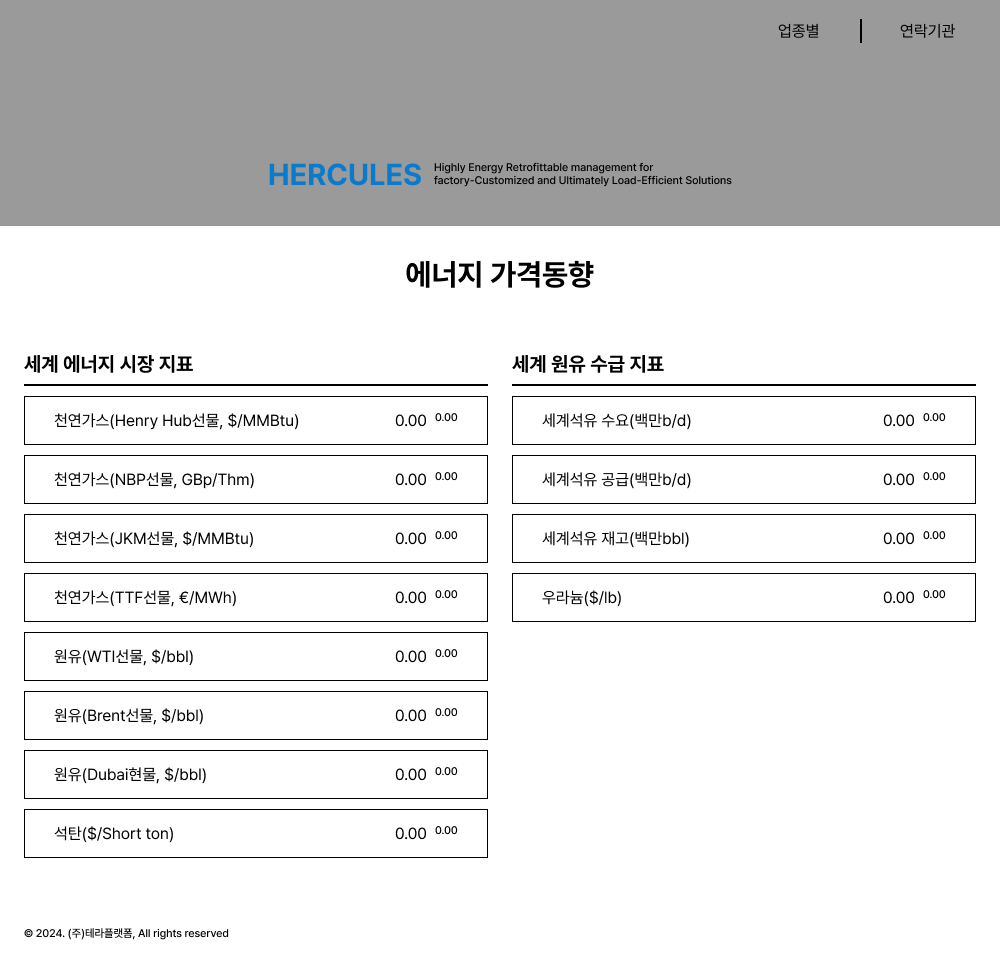 업종별 연락기관
HERCULES
Highly Energy Retrofittable management for
factory-Customized and Ultimately Load-Efficient Solutions
에너지 가격동향
세계 에너지 시장 지표
천연가스(Henry Hub선물, $/MMBtu) 0.00 0.00
천연가스(NBP선물, GBp/Thm) 0.00 0.00
천연가스(JKM선물, $/MMBtu) 0.00 0.00
천연가스(TTF선물, €/MWh) 0.00 0.00
원유(WTI선물, $/bbl) 0.00 0.00
원유(Brent선물, $/bbl) 0.00 0.00
원유(Dubai현물, $/bbl) 0.00 0.00
석탄($/Short ton) 0.00 0.00
세계 원유 수급 지표
세계석유 수요(백만b/d) 0.00 0.00
세계석유 공급(백만b/d) 0.00 0.00
세계석유 재고(백만bbl) 0.00 0.00
우라늄($/lb) 0.00 0.00
© 2024. (주)테라플랫폼, All rights reserved